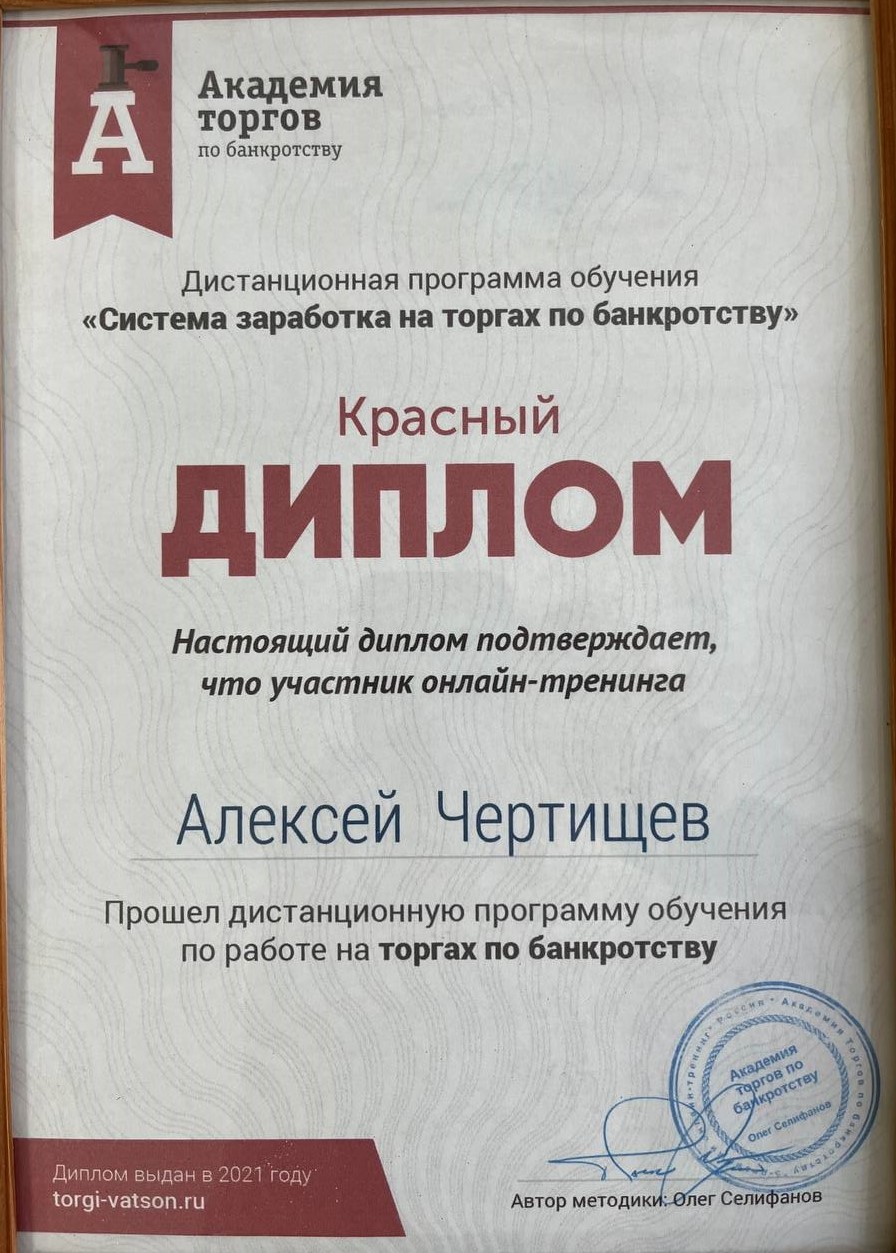 Академия
торгов
по банкротству
Дистанционная программа обучения
«Система заработка на торгах по банкротству»
Красный
ДИПЛОМ
Настоящий диплом подтверждает,
что участник онлайн-тренинга
Алексей Чертищев
Прошел дистанционную программу обучения
по работе на торгах по банкротству
Академия
торгов по
банкротству
Олег Селифанов
Диплом выдан в 2021 году
torgi-vatson.ru
Автор методики: Олег Селифанов